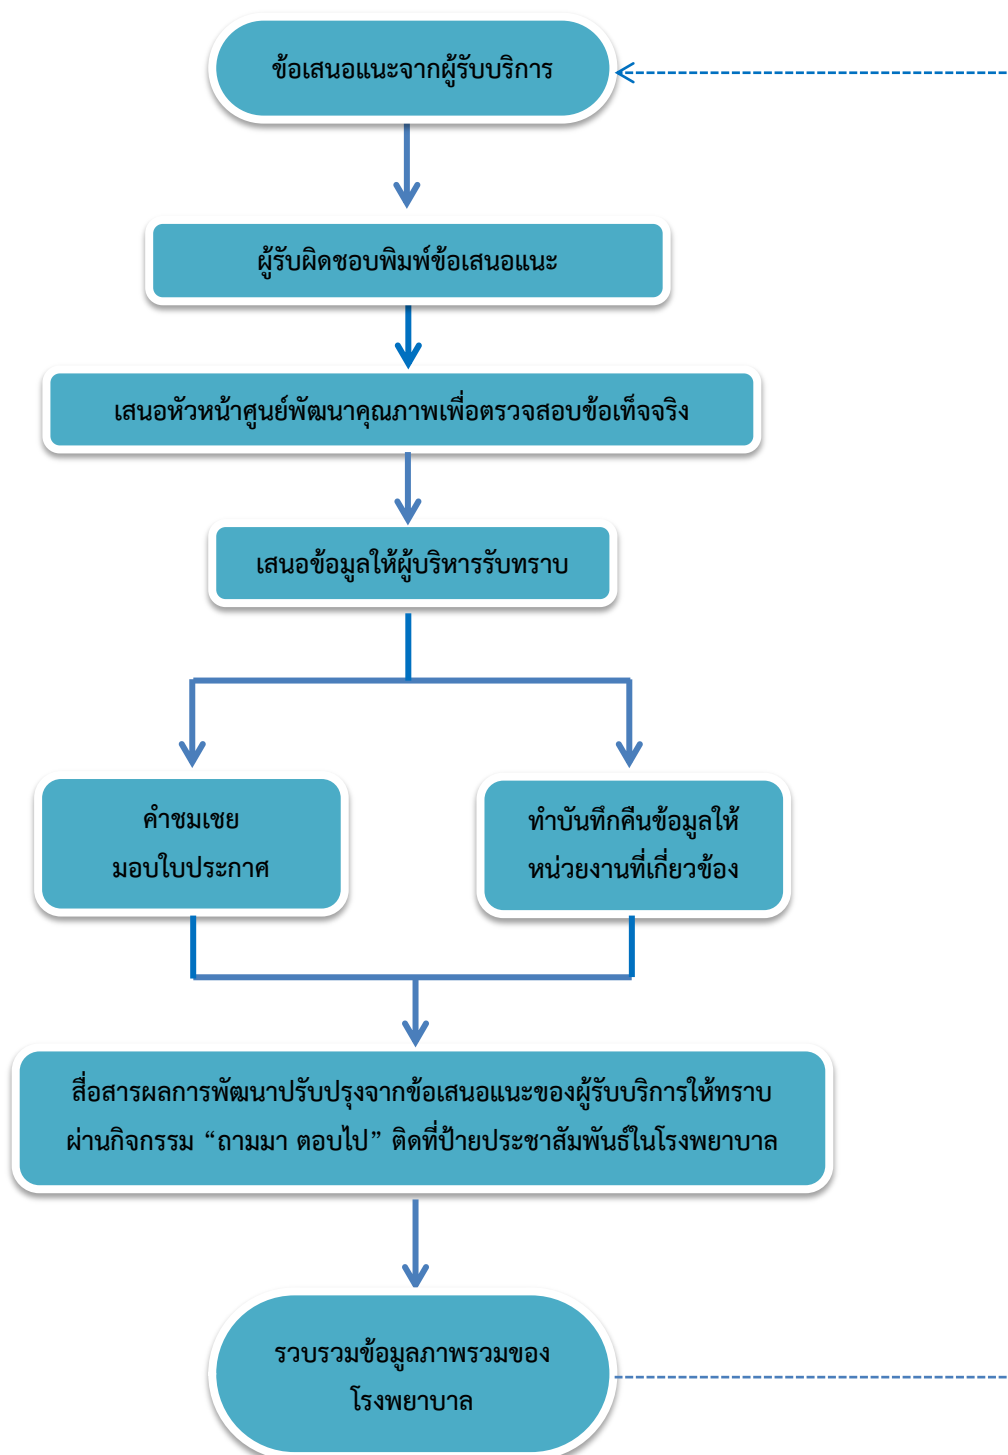 ข้อเสนอแนะจากผู้รับบริการ
ผู้รับผิดชอบพิมพ์ข้อเสนอแนะ
เสนอหัวหน้าศูนย์พัฒนาคุณภาพเพื่อตรวจสอบข้อเท็จจริง
เสนอข้อมูลให้ผู้บริหารรับทราบ
คำชมเชย
มอบใบประกาศ
ทำบันทึกคืนข้อมูลให้
หน่วยงานที่เกี่ยวข้อง
สื่อสารผลการพัฒนาปรับปรุงจากข้อเสนอแนะของผู้รับบริการให้ทราบ
ผ่านกิจกรรม “ถามมา ตอบไป” ติดที่ป้ายประชาสัมพันธ์ในโรงพยาบาล
รวบรวมข้อมูลภาพรวมของ
โรงพยาบาล